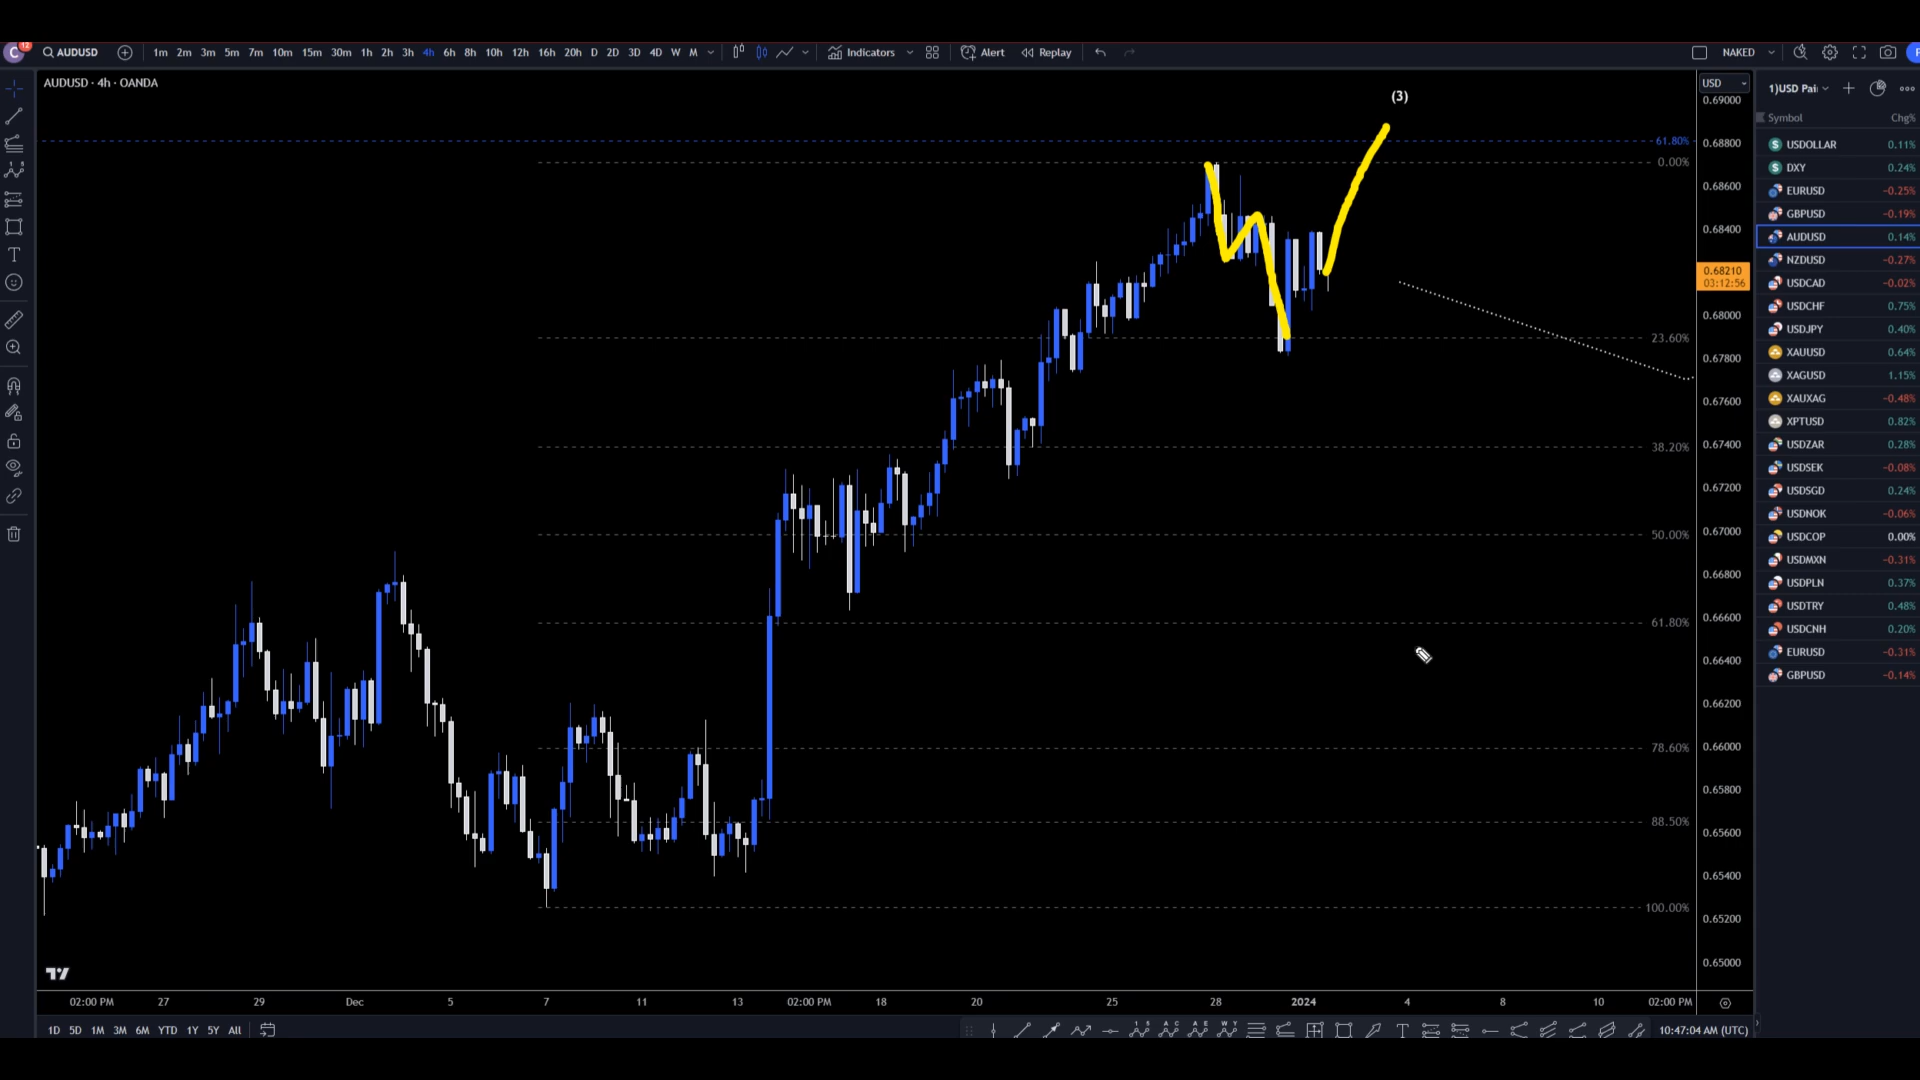 C 12 AUDUSD 1m 2m 3m 5m 7m 10m 15m 30m 1h 2h 3h 4h 6h 8h 10h 12h 16h 20h D 2D 3D 4D W M Indicators Alert Replay NAKED
AUDUSD · 4h · OANDA
(3)
61.80%
0.00%
23.60%
38.20%
50.00%
61.80%
78.60%
88.50%
100.00%
USD
0.69000
0.68800
0.68600
0.68400
0.68210
03:12:56
0.68000
0.67800
0.67600
0.67400
0.67200
0.67000
0.66800
0.66600
0.66400
0.66200
0.66000
0.65800
0.65600
0.65400
0.65200
0.65000
1)USD Pai
Symbol Chg%
USDOLLAR 0.11%
DXY 0.24%
EURUSD −0.25%
GBPUSD −0.19%
AUDUSD 0.14%
NZDUSD −0.27%
USDCAD −0.02%
USDCHF 0.75%
USDJPY 0.40%
XAUUSD 0.64%
XAGUSD 1.15%
XAUXAG −0.48%
XPTUSD 0.82%
USDZAR 0.28%
USDSEK −0.08%
USDSGD 0.24%
USDNOK −0.06%
USDCOP 0.00%
USDMXN −0.31%
USDPLN 0.37%
USDTRY 0.48%
USDCNH 0.20%
EURUSD −0.31%
GBPUSD −0.14%
02:00 PM 27 29 Dec 5 7 11 13 02:00 PM 18 20 25 28 2024 4 8 10 02:00 PM
1D 5D 1M 3M 6M YTD 1Y 5Y All
10:47:04 AM (UTC)